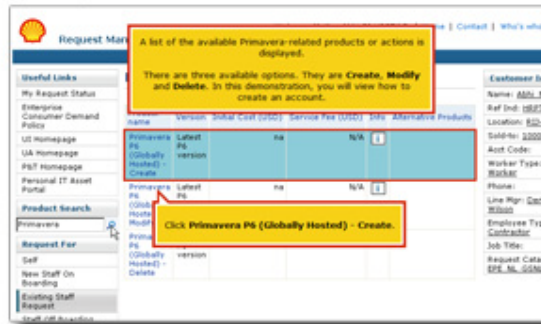 Request Man
Contact | Who's who
A list of the available Primavera-related products or actions is
displayed.
There are three available options. They are Create, Modify
and Delete. In this demonstration, you will view how to
create an account.
Useful Links
My Request Status
Enterprise
Consumer Demand
Policy
UI Homepage
UA Homepage
P&T Homepage
Personal IT Asset
Portal
Product Search
Primavera
Request For
Self
New Staff On
Boarding
Existing Staff
Request
Staff Off Boarding
name Version Initial Cost (USD) Service Fee (USD) Info Alternative Products
Primavera
P6
(Globally
Hosted) -
Create
Latest
P6
version
na N/A i
Primavera
P6
Latest
P6
na N/A i
Click Primavera P6 (Globally Hosted) - Create.
P6
(Globally
Hosted) -
Delete
version
Customer I
Name:
Ref Ind:
Location:
Sold-to:
Acct Code:
Worker Type:
Worker
Phone:
Line Mgr:
Wilson
Employee Ty
Contractor
Job Title:
Request Cata